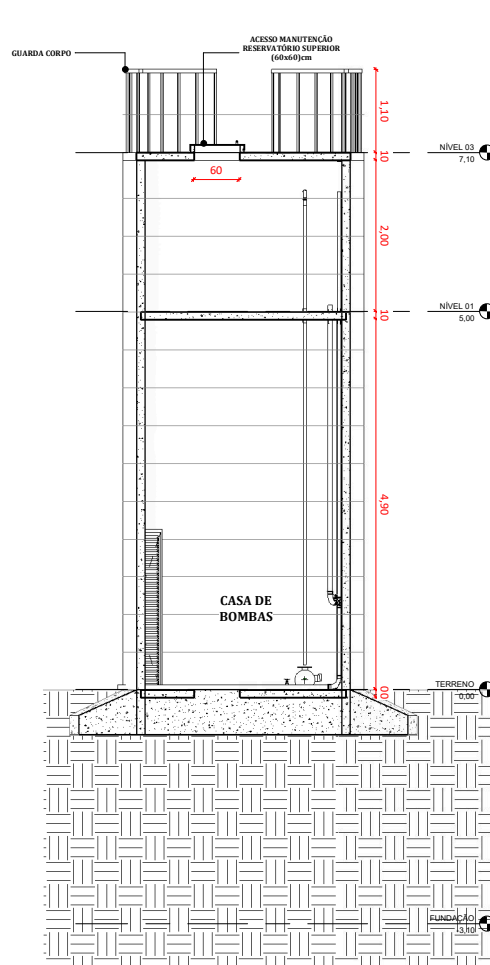 GUARDA CORPO
ACESSO MANUTENÇÃO
RESERVATÓRIO SUPERIOR
(60x60)cm
1,10
NÍVEL 03
7,10
10
60
2,00
NÍVEL 01
5,00
10
4,90
CASA DE
BOMBAS
TERRENO
0,00
00
FUNDAÇÃO
-3,10